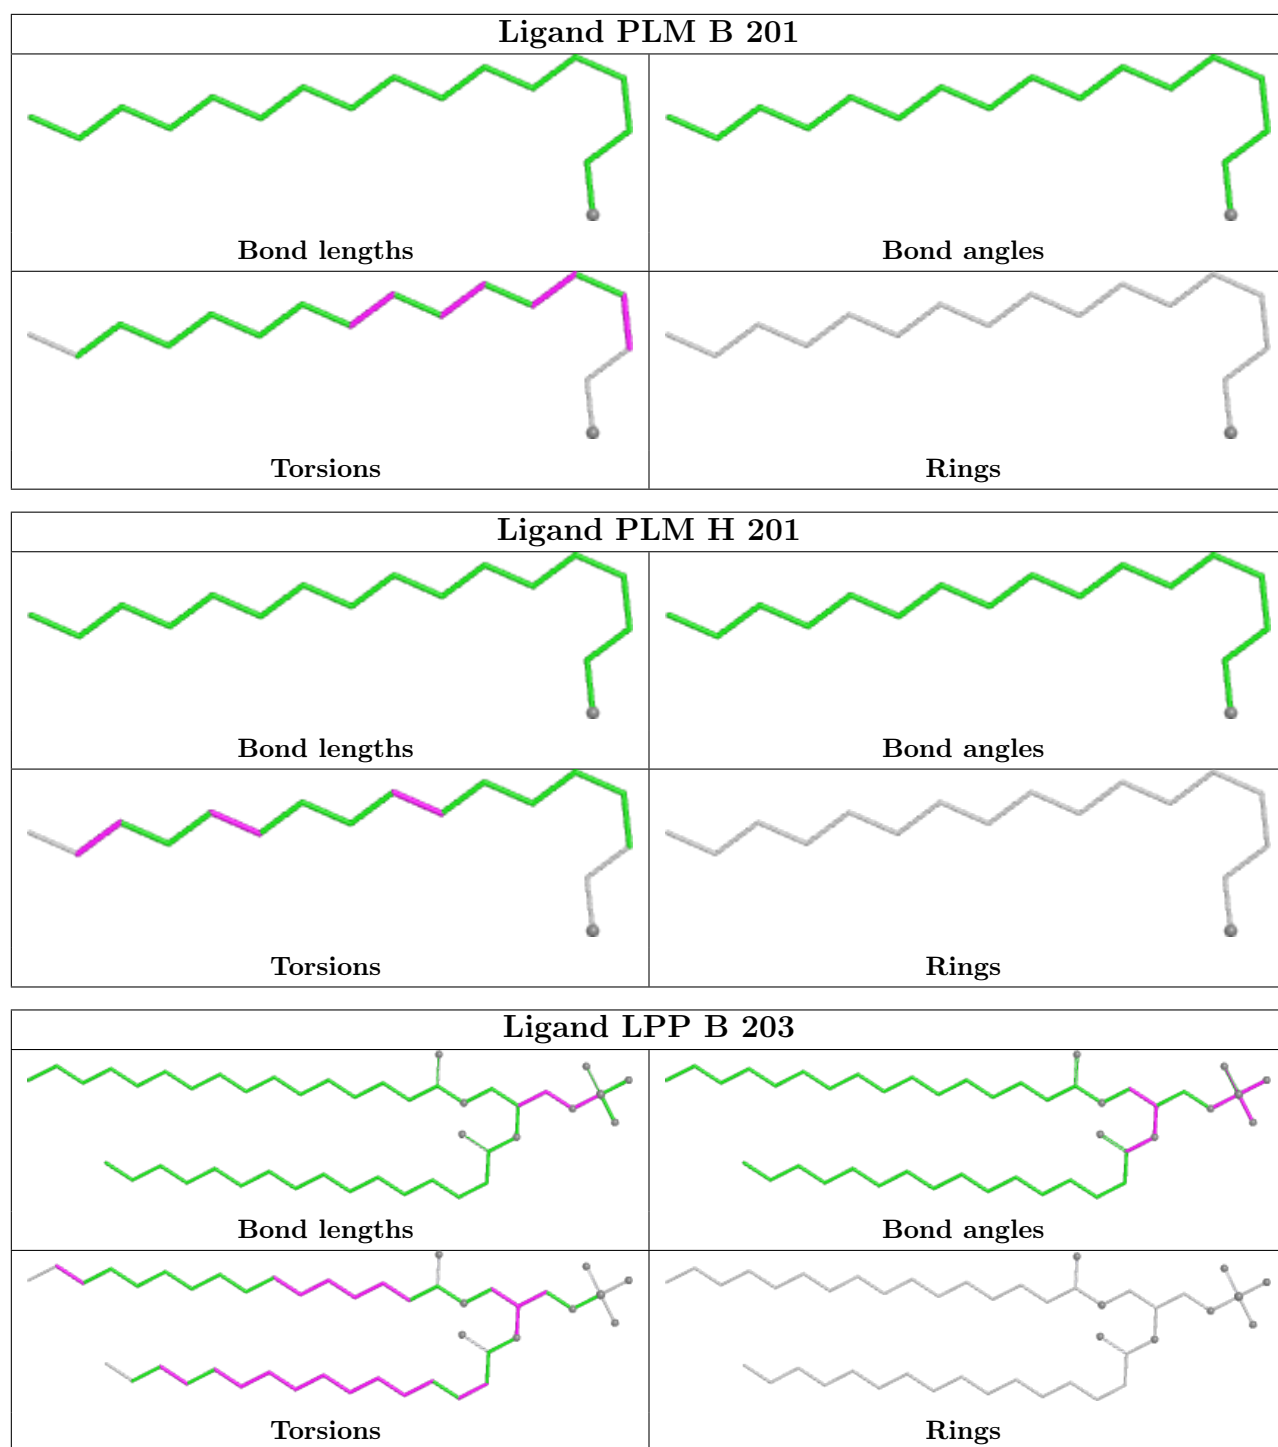 Ligand PLM B 201
Bond lengths
Bond angles
Torsions
Rings
Ligand PLM H 201
Bond lengths
Bond angles
Torsions
Rings
Ligand LPP B 203
Bond lengths
Bond angles
Torsions
Rings